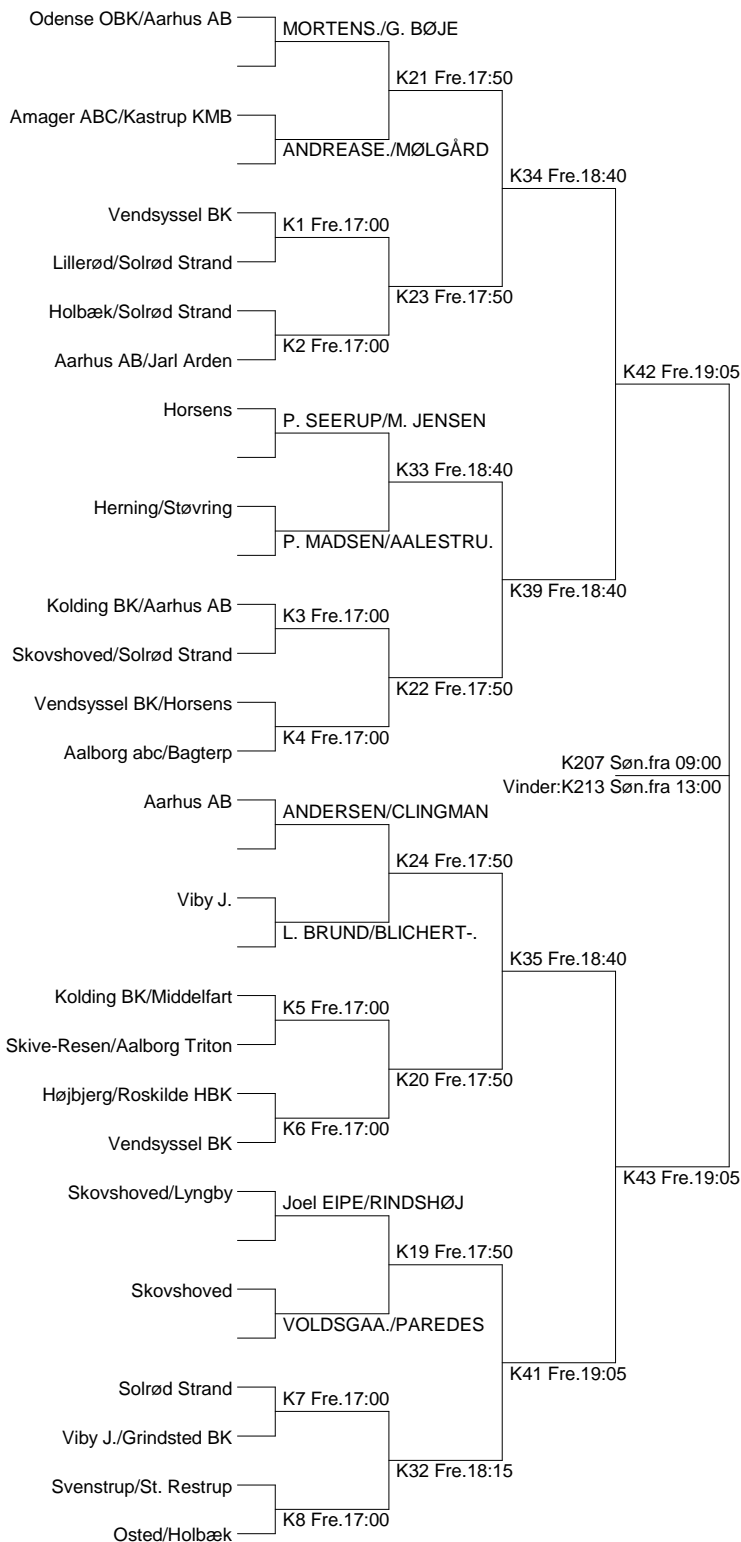 Odense OBK/Aarhus AB
MORTENS./G. BØJE
K21 Fre.17:50
Amager ABC/Kastrup KMB
ANDREASE./MØLGÅRD
K34 Fre.18:40
Vendsyssel BK
K1 Fre.17:00
Lillerød/Solrød Strand
K23 Fre.17:50
Holbæk/Solrød Strand
K2 Fre.17:00
Aarhus AB/Jarl Arden
K42 Fre.19:05
Horsens
P. SEERUP/M. JENSEN
K33 Fre.18:40
Herning/Støvring
P. MADSEN/AALESTRU.
K39 Fre.18:40
Kolding BK/Aarhus AB
K3 Fre.17:00
Skovshoved/Solrød Strand
K22 Fre.17:50
Vendsyssel BK/Horsens
K4 Fre.17:00
Aalborg abc/Bagterp
K207 Søn.fra 09:00
Vinder:K213 Søn.fra 13:00
Aarhus AB
ANDERSEN/CLINGMAN
K24 Fre.17:50
Viby J.
L. BRUND/BLICHERT-.
K35 Fre.18:40
Kolding BK/Middelfart
K5 Fre.17:00
Skive-Resen/Aalborg Triton
K20 Fre.17:50
Højbjerg/Roskilde HBK
K6 Fre.17:00
Vendsyssel BK
K43 Fre.19:05
Skovshoved/Lyngby
Joel EIPE/RINDSHØJ
K19 Fre.17:50
Skovshoved
VOLDSGAA./PAREDES
K41 Fre.19:05
Solrød Strand
K7 Fre.17:00
Viby J./Grindsted BK
K32 Fre.18:15
Svenstrup/St. Restrup
K8 Fre.17:00
Osted/Holbæk